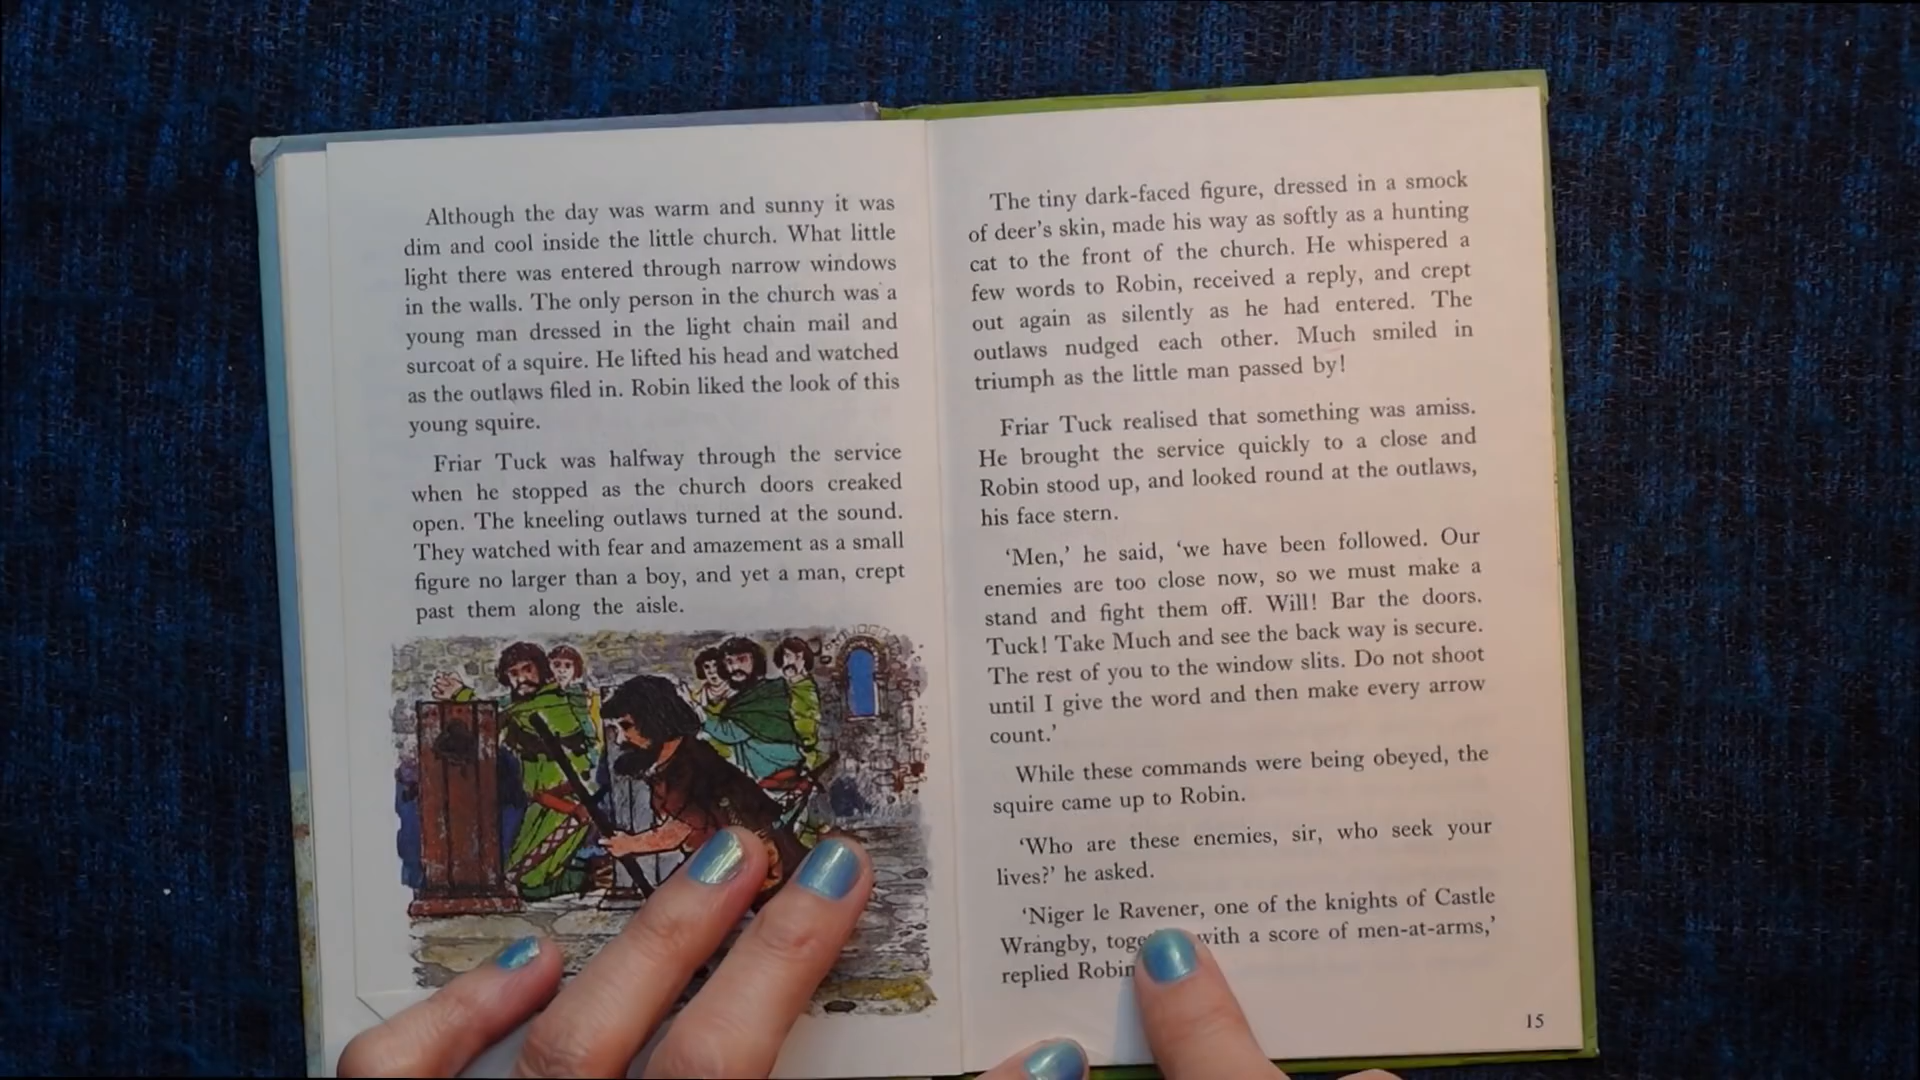 Although the day was warm and sunny it was
dim and cool inside the little church. What little
light there was entered through narrow windows
in the walls. The only person in the church was a
young man dressed in the light chain mail and
surcoat of a squire. He lifted his head and watched
as the outlaws filed in. Robin liked the look of this
young squire.
Friar Tuck was halfway through the service
when he stopped as the church doors creaked
open. The kneeling outlaws turned at the sound.
They watched with fear and amazement as a small
figure no larger than a boy, and yet a man, crept
past them along the aisle.
The tiny dark-faced figure, dressed in a smock
of deer's skin, made his way as softly as a hunting
cat to the front of the church. He whispered a
few words to Robin, received a reply, and crept
out again as silently as he had entered. The
outlaws nudged each other. Much smiled in
triumph as the little man passed by!
Friar Tuck realised that something was amiss.
He brought the service quickly to a close and
Robin stood up, and looked round at the outlaws,
his face stern.
‘Men,’ he said, ‘we have been followed. Our
enemies are too close now, so we must make a
stand and fight them off. Will! Bar the doors.
Tuck! Take Much and see the back way is secure.
The rest of you to the window slits. Do not shoot
until I give the word and then make every arrow
count.’
While these commands were being obeyed, the
squire came up to Robin.
‘Who are these enemies, sir, who seek your
lives?’ he asked.
‘Niger le Ravener, one of the knights of Castle
Wrangby, with a score of men-at-arms,’
replied Robin
15